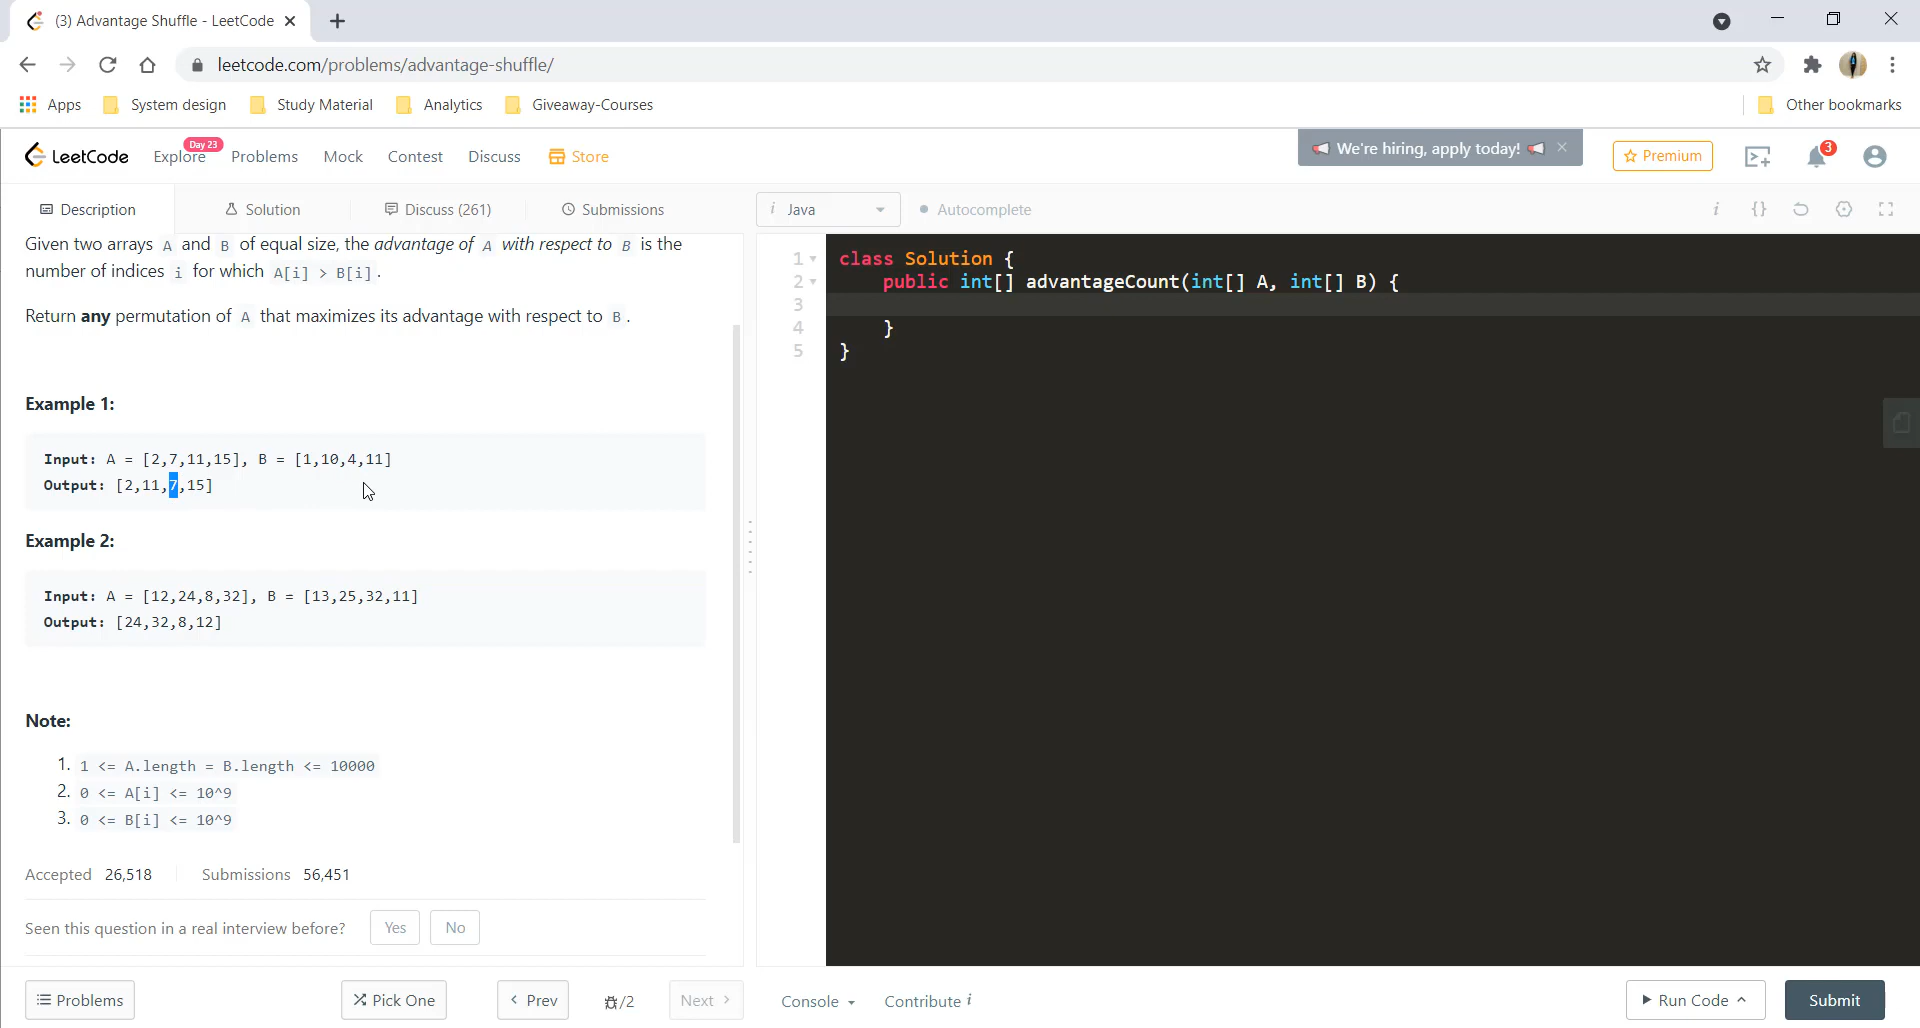 (3) Advantage Shuffle - LeetCode
leetcode.com/problems/advantage-shuffle/
Apps System design Study Material Analytics Giveaway-Courses Other bookmarks
LeetCode Explore Day 23 Problems Mock Contest Discuss Store We're hiring, apply today! Premium 3
Description Solution Discuss (261) Submissions i Java Autocomplete i {}
Given two arrays A and B of equal size, the advantage of A with respect to B is the
number of indices i for which A[i] > B[i].
Return any permutation of A that maximizes its advantage with respect to B.
Example 1:
Input: A = [2,7,11,15], B = [1,10,4,11]
Output: [2,11,7,15]
Example 2:
Input: A = [12,24,8,32], B = [13,25,32,11]
Output: [24,32,8,12]
Note:
1. 1 <= A.length = B.length <= 10000
2. 0 <= A[i] <= 10^9
3. 0 <= B[i] <= 10^9
Accepted 26,518 Submissions 56,451
Seen this question in a real interview before? Yes No
1 class Solution {
2 public int[] advantageCount(int[] A, int[] B) {
3
4 }
5 }
Problems Pick One Prev /2 Next Console Contribute i Run Code Submit